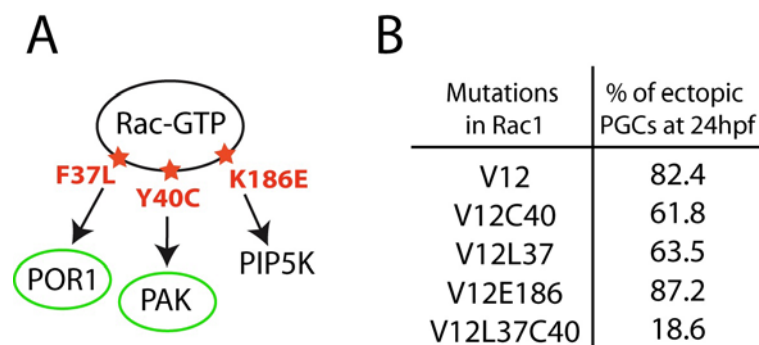 A
Rac-GTP
F37L
Y40C
K186E
POR1
PAK
PIP5K
B
Mutations in Rac1 % of ectopic PGCs at 24hpf
V12 82.4
V12C40 61.8
V12L37 63.5
V12E186 87.2
V12L37C40 18.6